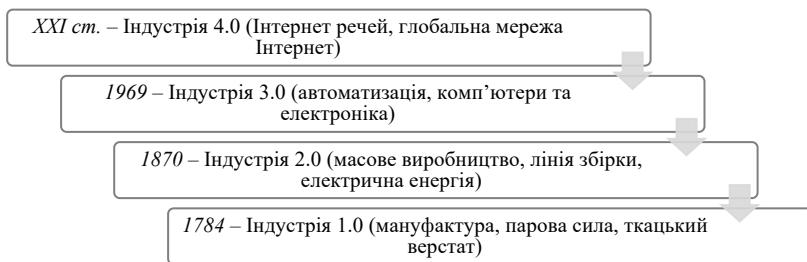 XXI ст. – Індустрія 4.0 (Інтернет речей, глобальна мережа
Інтернет)
1969 – Індустрія 3.0 (автоматизація, комп’ютери та
електроніка)
1870 – Індустрія 2.0 (масове виробництво, лінія збірки,
електрична енергія)
1784 – Індустрія 1.0 (мануфактура, парова сила, ткацький
верстат)